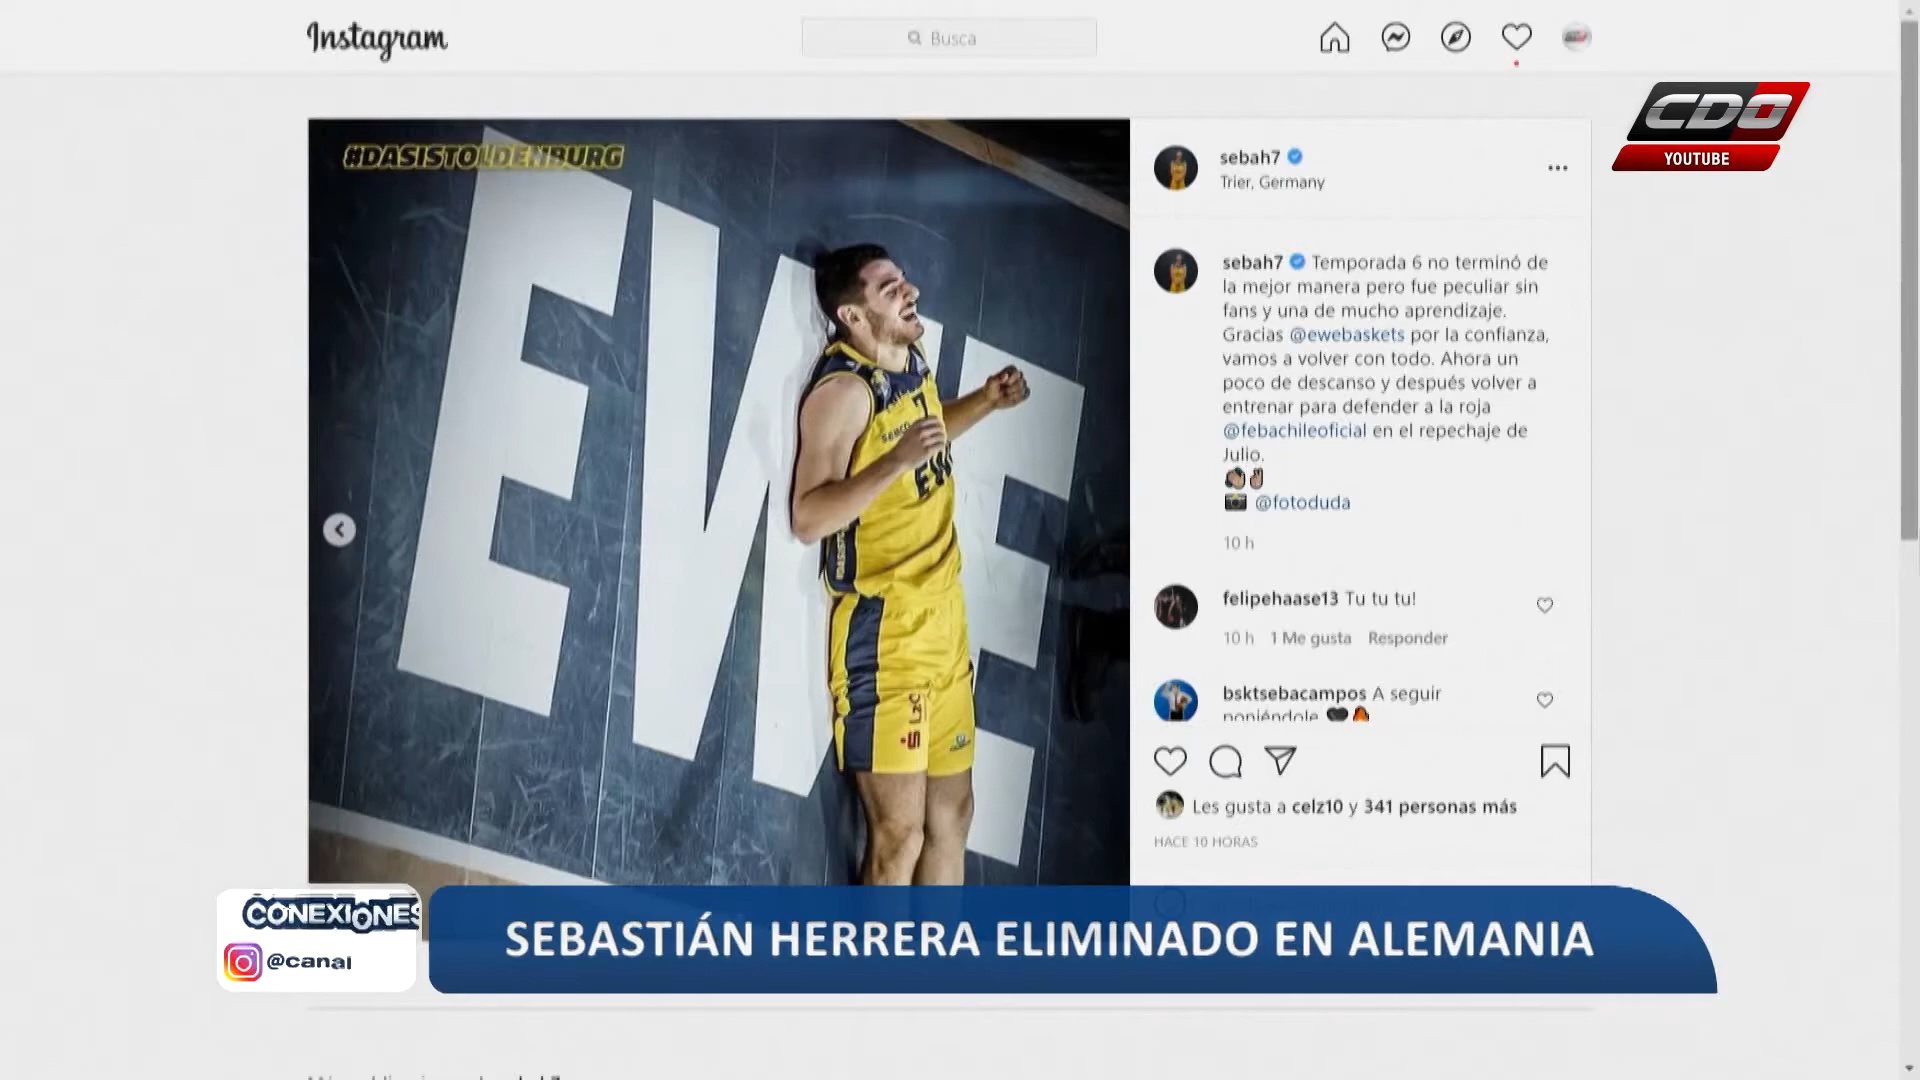 Instagram
Busca
CDO
YOUTUBE
#DASISTOLDENBURG
EWE
7
EW
LzO
sebah7
Trier, Germany
sebah7 Temporada 6 no terminó de
la mejor manera pero fue peculiar sin
fans y una de mucho aprendizaje.
Gracias @ewebaskets por la confianza,
vamos a volver con todo. Ahora un
poco de descanso y después volver a
entrenar para defender a la roja
@febachileoficial en el repechaje de
Julio.
@fotoduda
10 h
felipehaase13 Tu tu tu!
10 h 1 Me gusta Responder
bsktsebacampos A seguir
poniéndole
Les gusta a celz10 y 341 personas más
HACE 10 HORAS
CONEXIONES
@canal
SEBASTIÁN HERRERA ELIMINADO EN ALEMANIA